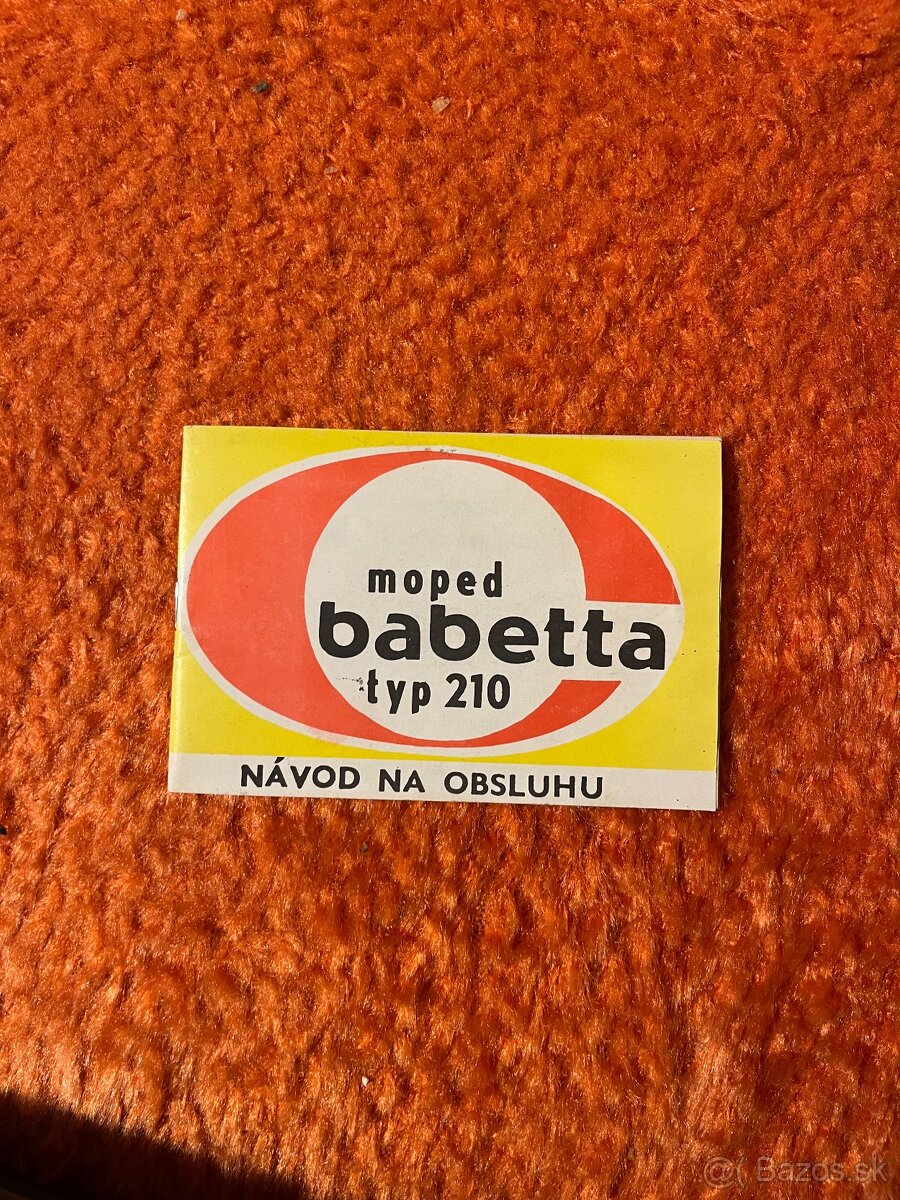 moped
babetta
typ 210
NÁVOD NA OBSLUHU
@( Bazos.sk